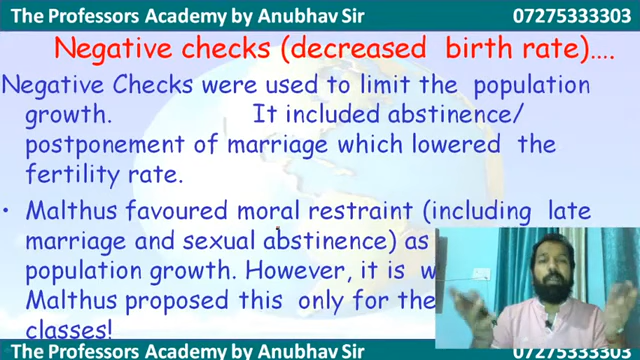 The Professors Academy by Anubhav Sir 07275333303
Negative checks (decreased birth rate)....
Negative Checks were used to limit the population
growth. It included abstinence/
postponement of marriage which lowered the
fertility rate.
• Malthus favoured moral restraint (including late
marriage and sexual abstinence) as
population growth. However, it is w
Malthus proposed this only for the
classes!
The Professors Academy by Anubhav Sir 07275333303